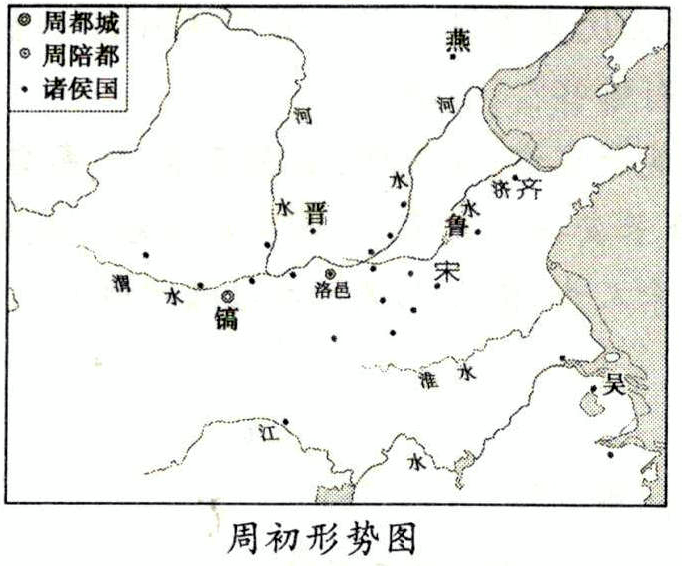 周都城
周陪都
诸侯国
燕
河
河
水
水
晋
济
齐
水
鲁
渭
水
镐
洛邑
宋
淮
水
吴
江
水
周初形势图